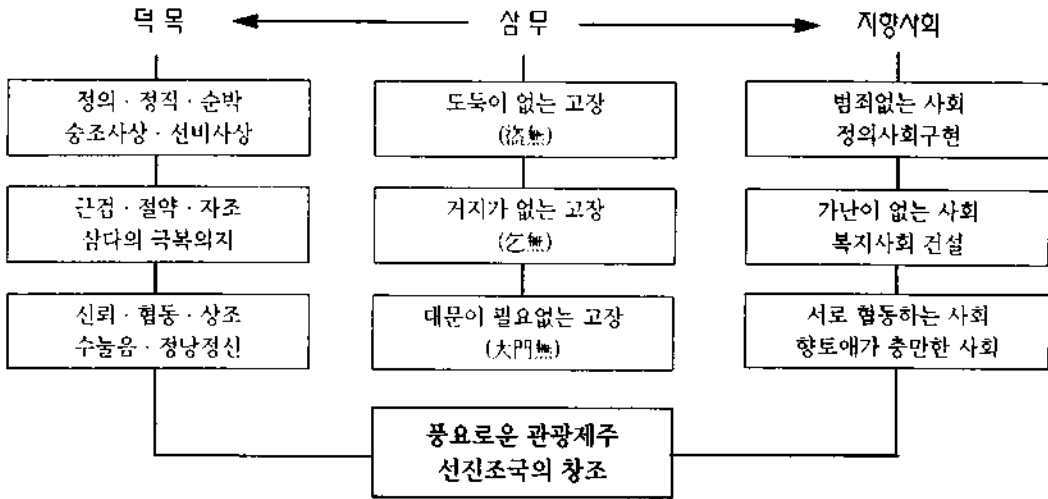 덕목
삼무
지향사회
정의 · 정직 · 순박
숭조사상 · 선비사상
도둑이 없는 고장
(盜無)
범죄없는 사회
정의사회구현
근검 · 절약 · 자조
삼다의 극복의지
거지가 없는 고장
(乞無)
가난이 없는 사회
복지사회 건설
신뢰 · 협동 · 상조
수눌음 · 정낭정신
대문이 필요없는 고장
(大門無)
서로 협동하는 사회
향토애가 충만한 사회
풍요로운 관광제주
선진조국의 창조